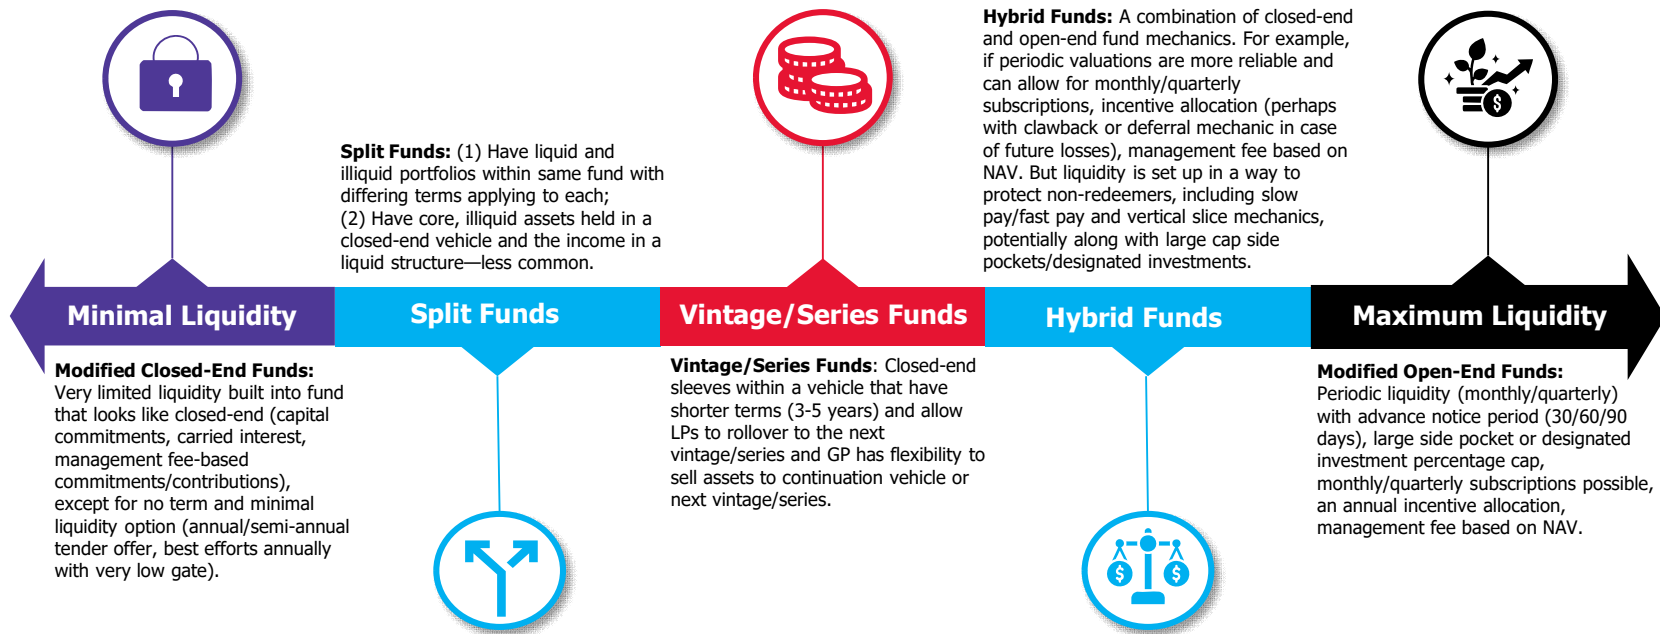 Minimal Liquidity
Modified Closed-End Funds:
Very limited liquidity built into fund
that looks like closed-end (capital
commitments, carried interest,
management fee-based
commitments/contributions),
except for no term and minimal
liquidity option (annual/semi-annual
tender offer, best efforts annually
with very low gate).
Split Funds: (1) Have liquid and
illiquid portfolios within same fund with
differing terms applying to each;
(2) Have core, illiquid assets held in a
closed-end vehicle and the income in a
liquid structure—less common.
Split Funds
Vintage/Series Funds
Vintage/Series Funds: Closed-end
sleeves within a vehicle that have
shorter terms (3-5 years) and allow
LPs to rollover to the next
vintage/series and GP has flexibility to
sell assets to continuation vehicle or
next vintage/series.
Hybrid Funds: A combination of closed-end
and open-end fund mechanics. For example,
if periodic valuations are more reliable and
can allow for monthly/quarterly
subscriptions, incentive allocation (perhaps
with clawback or deferral mechanic in case
of future losses), management fee based on
NAV. But liquidity is set up in a way to
protect non-redeemers, including slow
pay/fast pay and vertical slice mechanics,
potentially along with large cap side
pockets/designated investments.
Hybrid Funds
$ $
$
Maximum Liquidity
Modified Open-End Funds:
Periodic liquidity (monthly/quarterly)
with advance notice period (30/60/90
days), large side pocket or designated
investment percentage cap,
monthly/quarterly subscriptions possible,
an annual incentive allocation,
management fee based on NAV.